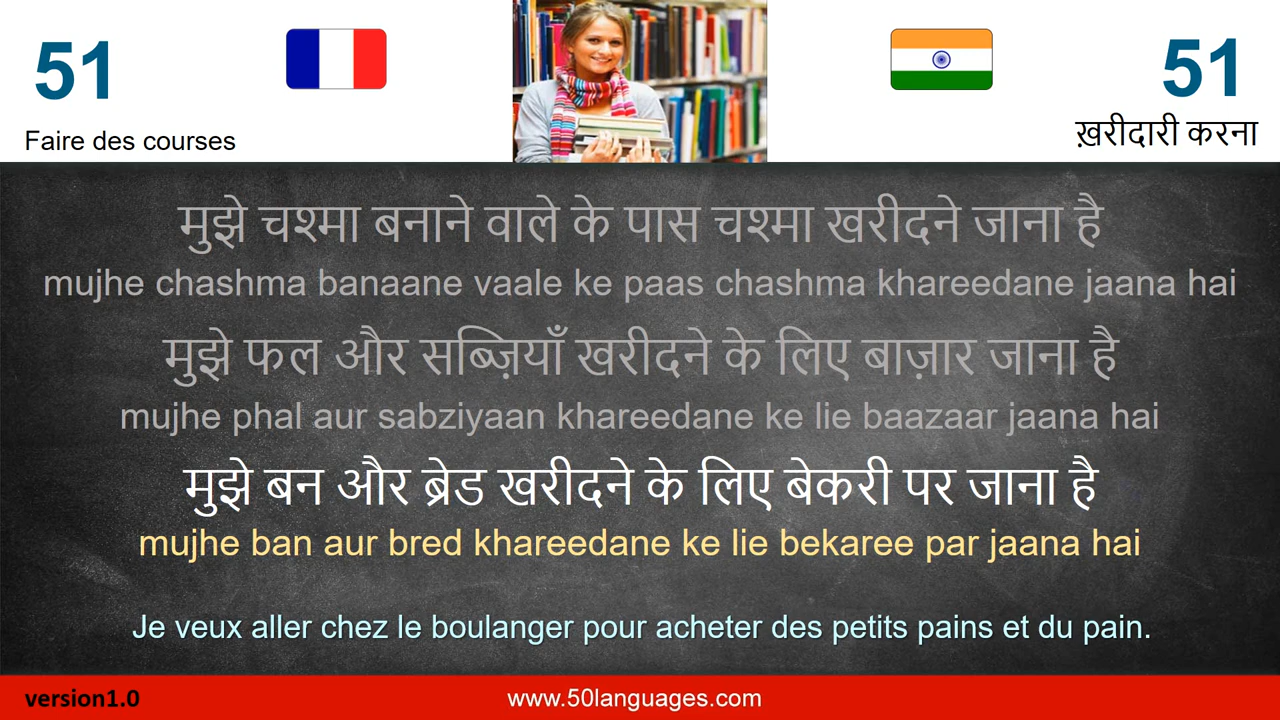 51
51
Faire des courses
ख़रीदारी करना
मुझे चश्मा बनाने वाले के पास चश्मा खरीदने जाना है
mujhe chashma banaane vaale ke paas chashma khareedane jaana hai
मुझे फल और सब्ज़ियाँ खरीदने के लिए बाज़ार जाना है
mujhe phal aur sabziyaan khareedane ke lie baazaar jaana hai
मुझे बन और ब्रेड खरीदने के लिए बेकरी पर जाना है
mujhe ban aur bred khareedane ke lie bekaree par jaana hai
Je veux aller chez le boulanger pour acheter des petits pains et du pain.
version1.0
www.50languages.com